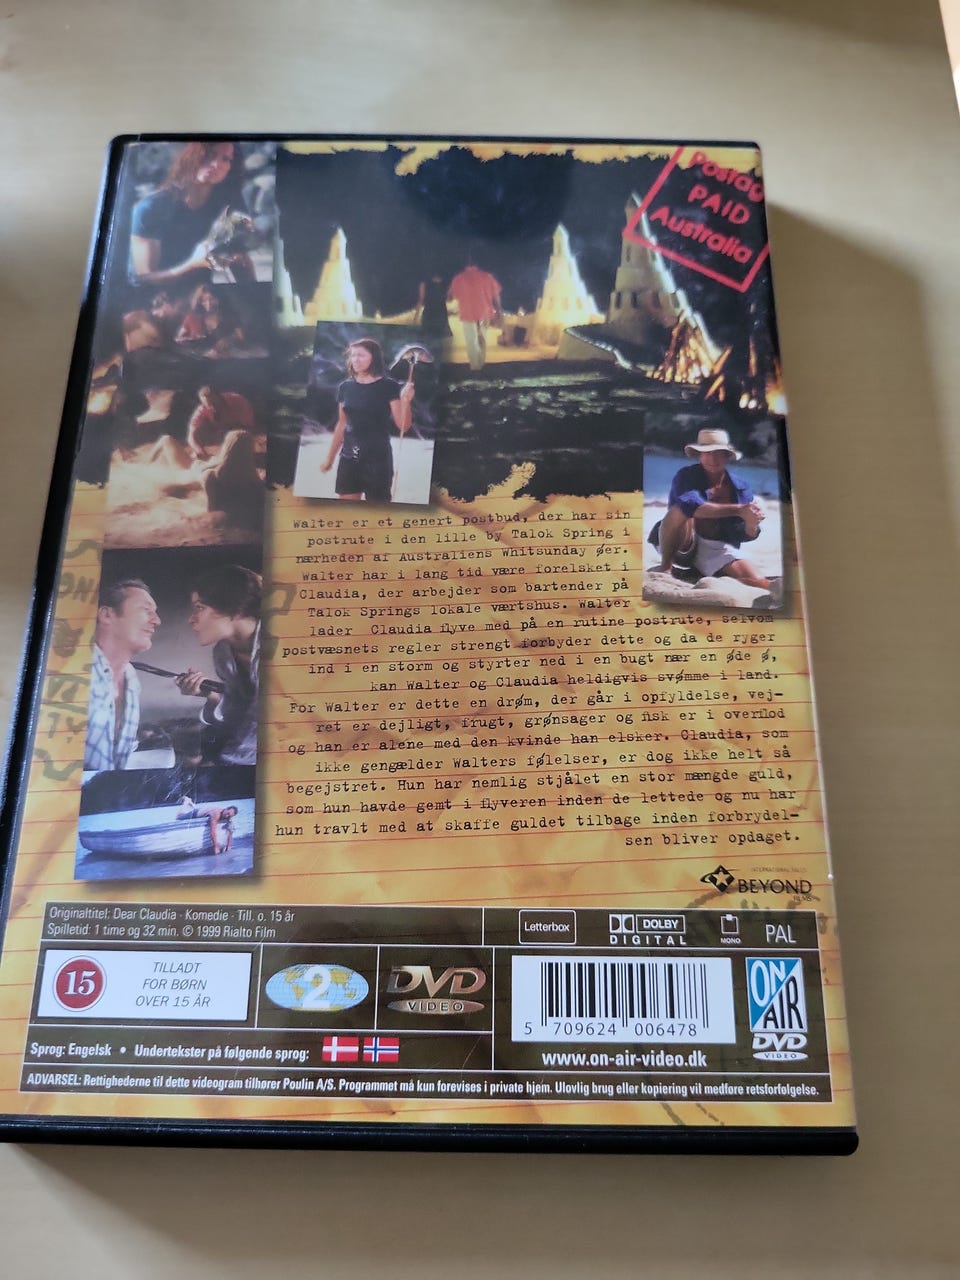 Postag
PAID
Australia
Walter er et genert postbud, der har sin
postrute i den lille by Talok Spring i
nærheden af Australiens Whitsunday øer.
Walter har i lang tid være forelsket i
Claudia, der arbejder som bartender på
Talok Springs lokale værtshus. Walter
lader Claudia flyve med på en rutine postrute, selvom
postvæsnets regler strengt forbyder dette og da de ryger
ind i en storm og styrter ned i en bugt nær en øde ø,
kan Walter og Claudia heldigvis svømme i land.
For Walter er dette en drøm, der går i opfyldelse, vej-
ret er dejligt, frugt, grønsager og fisk er i overflod
og han er alene med den kvinde han elsker. Claudia, som
ikke gengælder Walters følelser, er dog ikke helt så
begejstret. Hun har nemlig stjålet en stor mængde guld,
som hun havde gemt i flyveren inden de lettede og nu har
hun travlt med at skaffe guldet tilbage inden forbrydel-
sen bliver opdaget.
BEYOND
FILMS
Originaltitel: Dear Claudia · Komedie · Till. o. 15 år
Spilletid: 1 time og 32 min. © 1999 Rialto Film
Letterbox
DOLBY
DIGITAL
MONO
PAL
15
TILLADT
FOR BØRN
OVER 15 ÅR
2
DVD
VIDEO
5 709624 006478
www.on-air-video.dk
ON
AIR
DVD
VIDEO
Sprog: Engelsk • Undertekster på følgende sprog:
ADVARSEL: Rettighederne til dette videogram tilhører Poulin A/S. Programmet må kun forevises i private hjem. Ulovlig brug eller kopiering vil medføre retsforfølgelse.